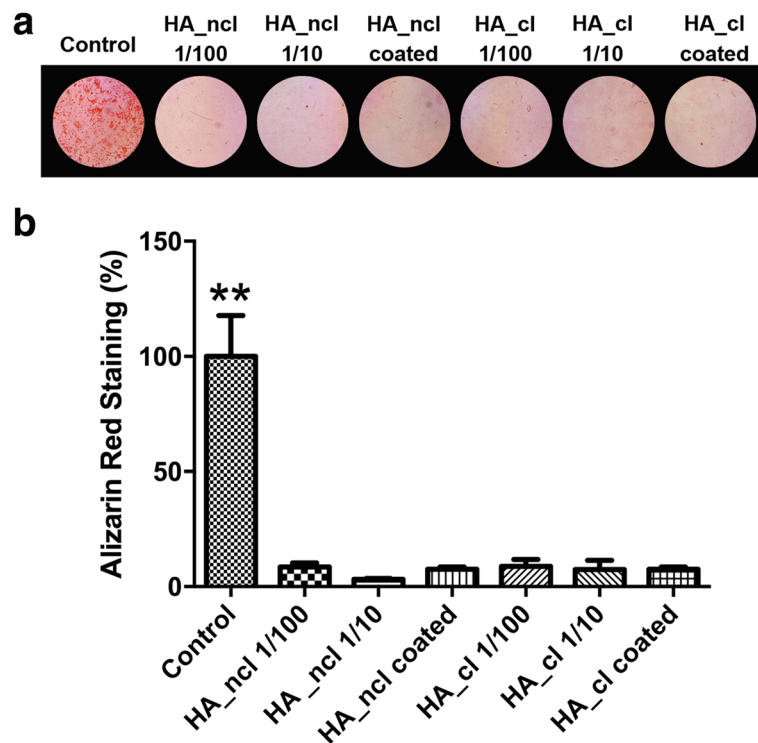 a
Control
HA_ncl
1/100
HA_ncl
1/10
HA_ncl
coated
HA_cl
1/100
HA_cl
1/10
HA_cl
coated
b
Alizarin Red Staining (%)
150
100
50
0
**
Control
HA_ncl 1/100
HA_ncl 1/10
HA_ncl coated
HA_cl 1/100
HA_cl 1/10
HA_cl coated